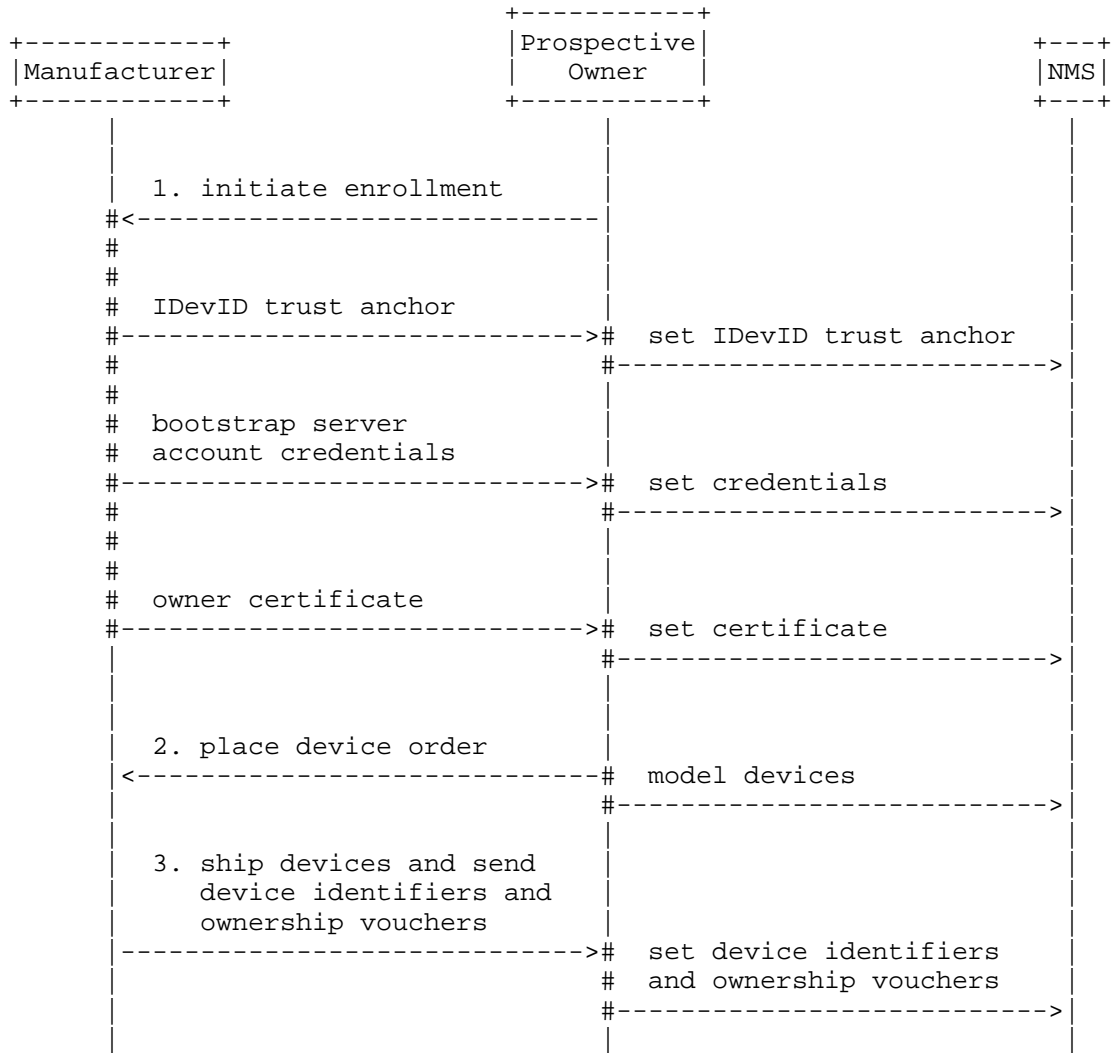 Prospective
Manufacturer Owner NMS
1. initiate enrollment
IDevID trust anchor
set IDevID trust anchor
bootstrap server
account credentials
set credentials
owner certificate
set certificate
2. place device order
model devices
3. ship devices and send
device identifiers and
ownership vouchers
set device identifiers
and ownership vouchers